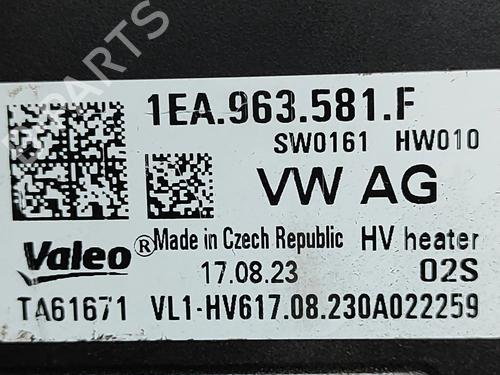 1EA.963.581.F
SW0161 HW010
VW AG
Valeo® Made in Czech Republic HV heater
17.08.23 02S
TA61671 VL1-HV617.08.230A022259
PARTS